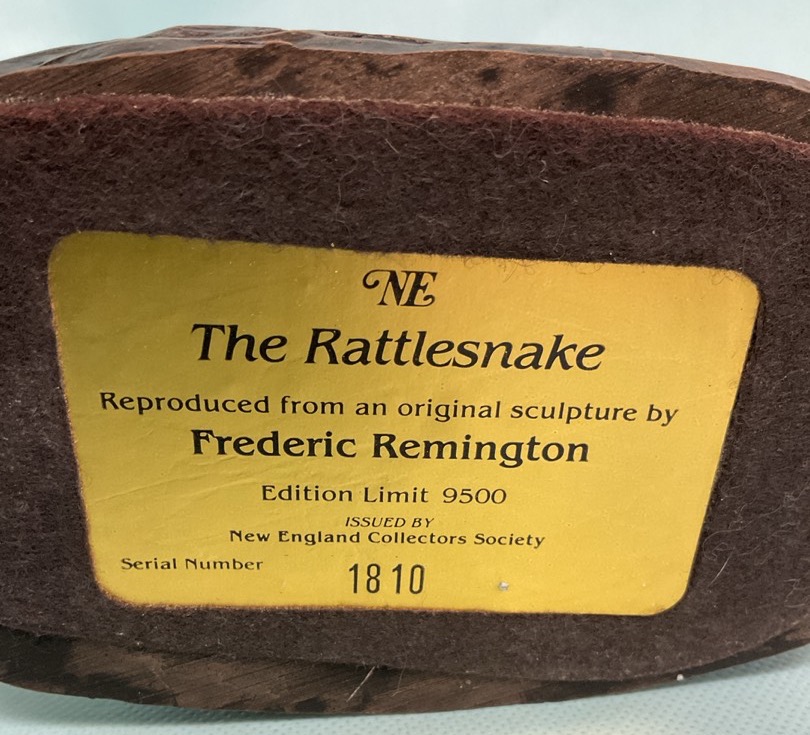 NE
The Rattlesnake
Reproduced from an original sculpture by
Frederic Remington
Edition Limit 9500
ISSUED BY
New England Collectors Society
Serial Number 1810